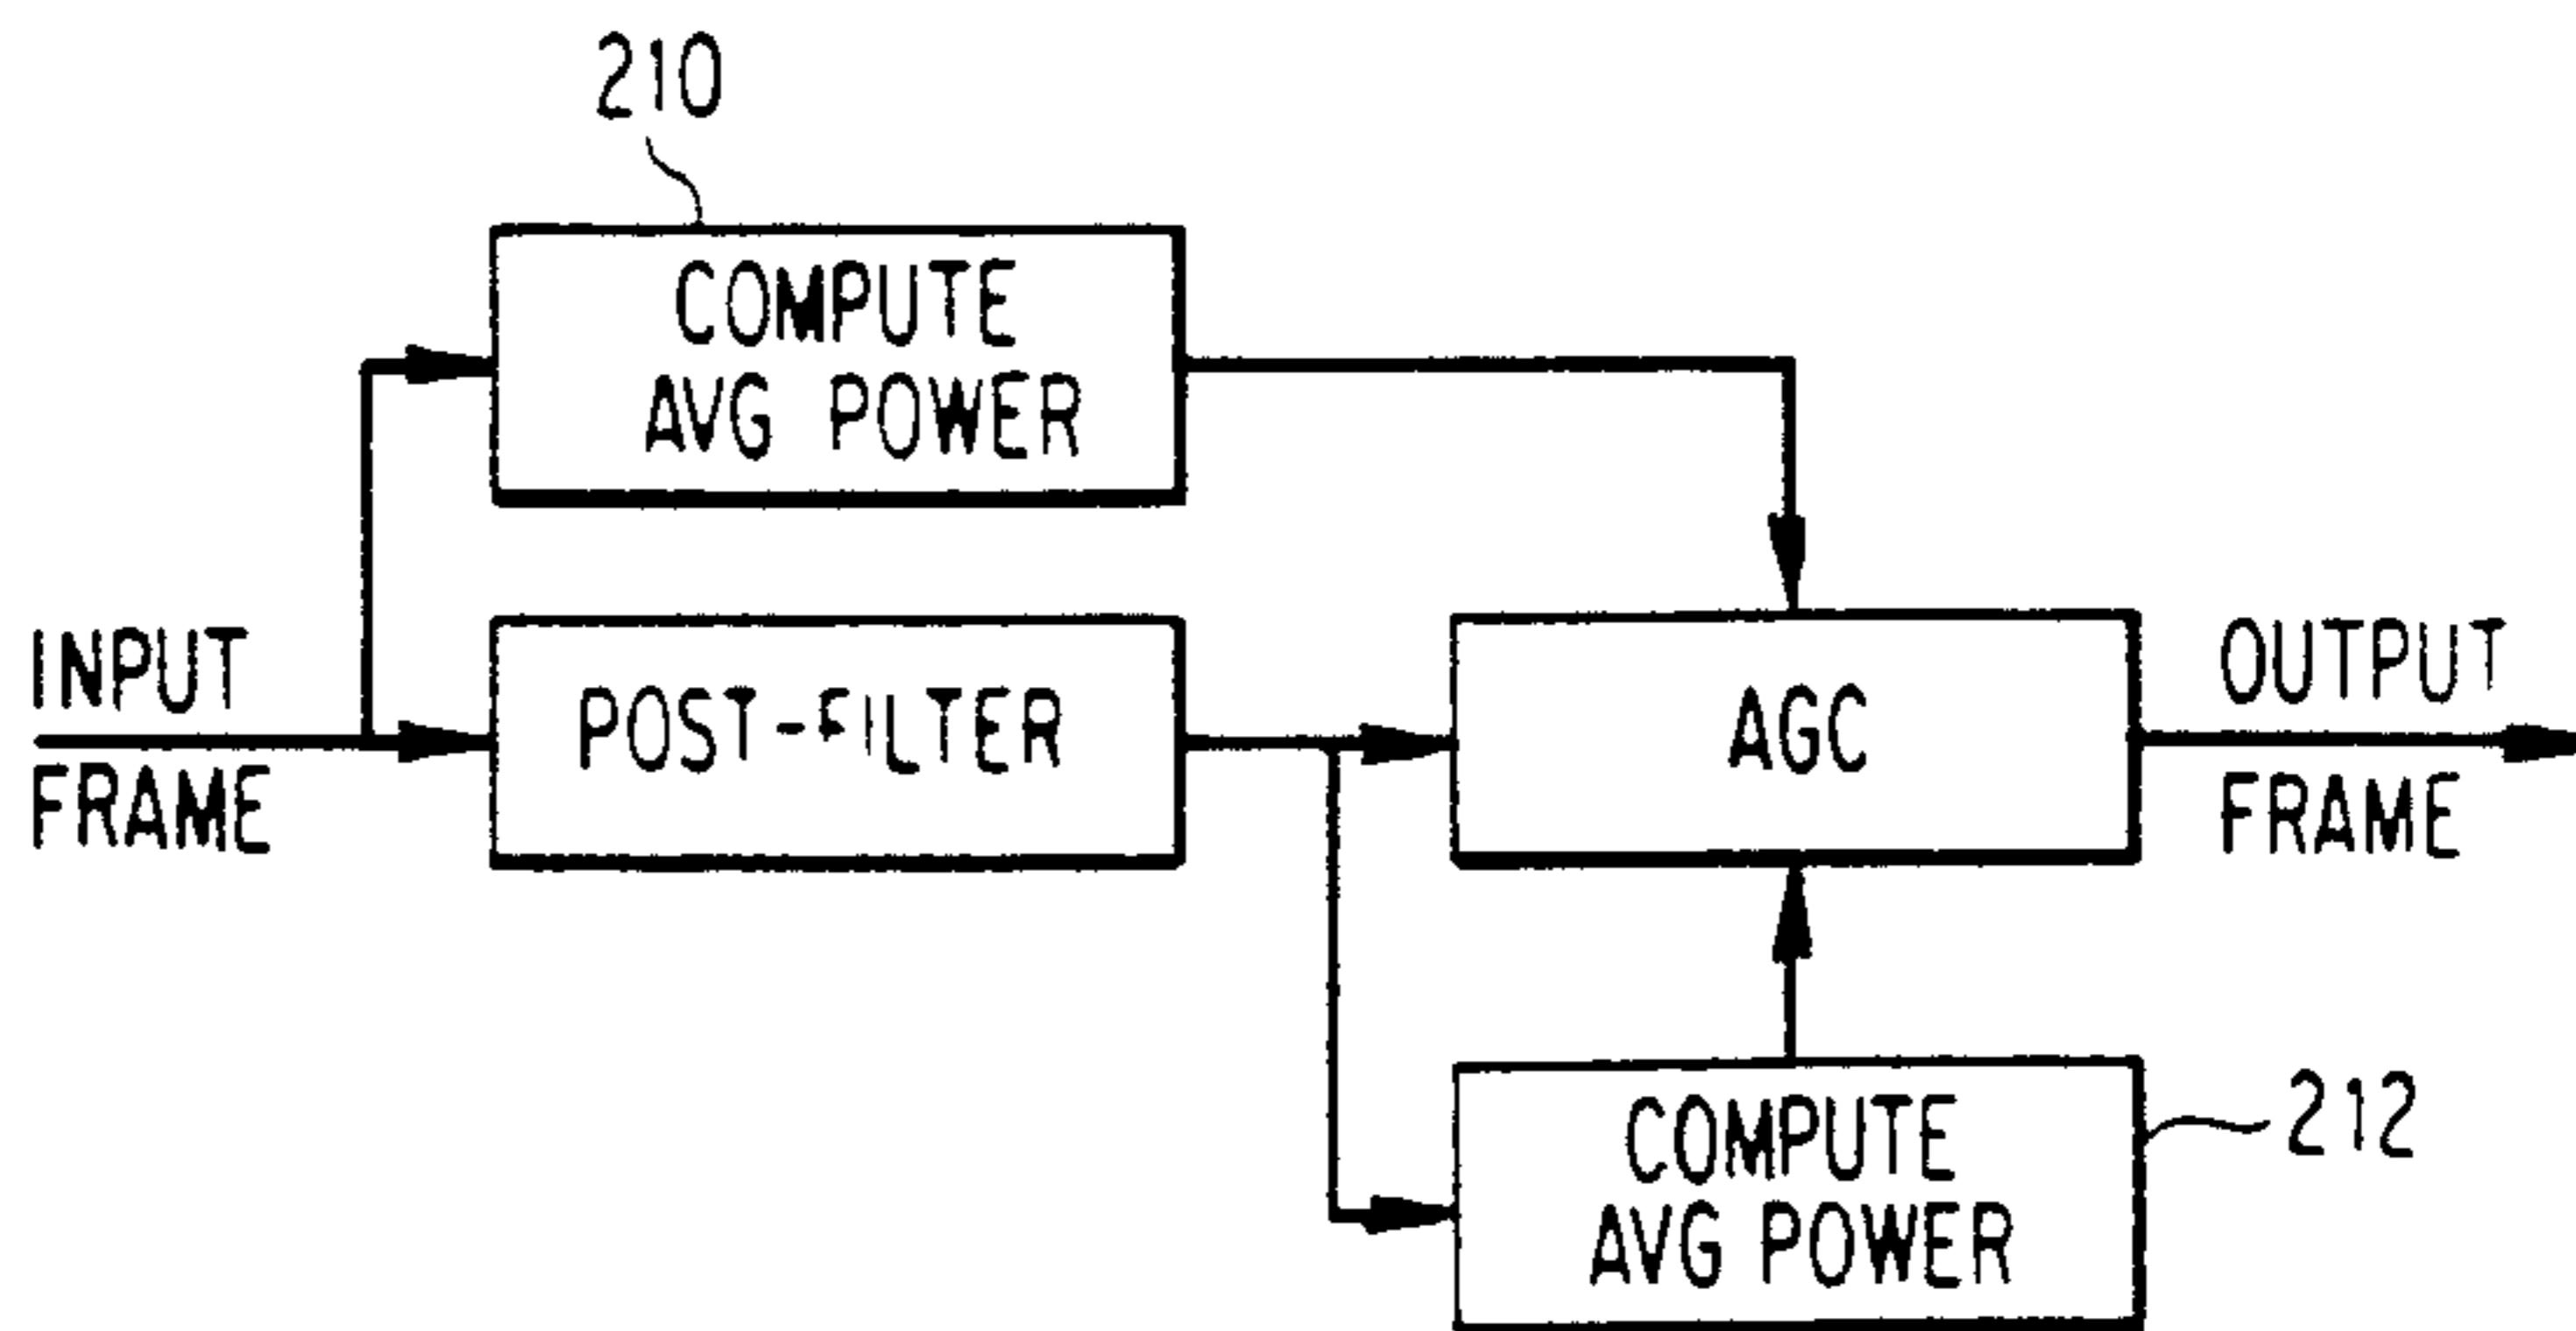 210
COMPUTE
AVG POWER
INPUT
FRAME
POST-FILTER
AGC
OUTPUT
FRAME
COMPUTE
AVG POWER
212